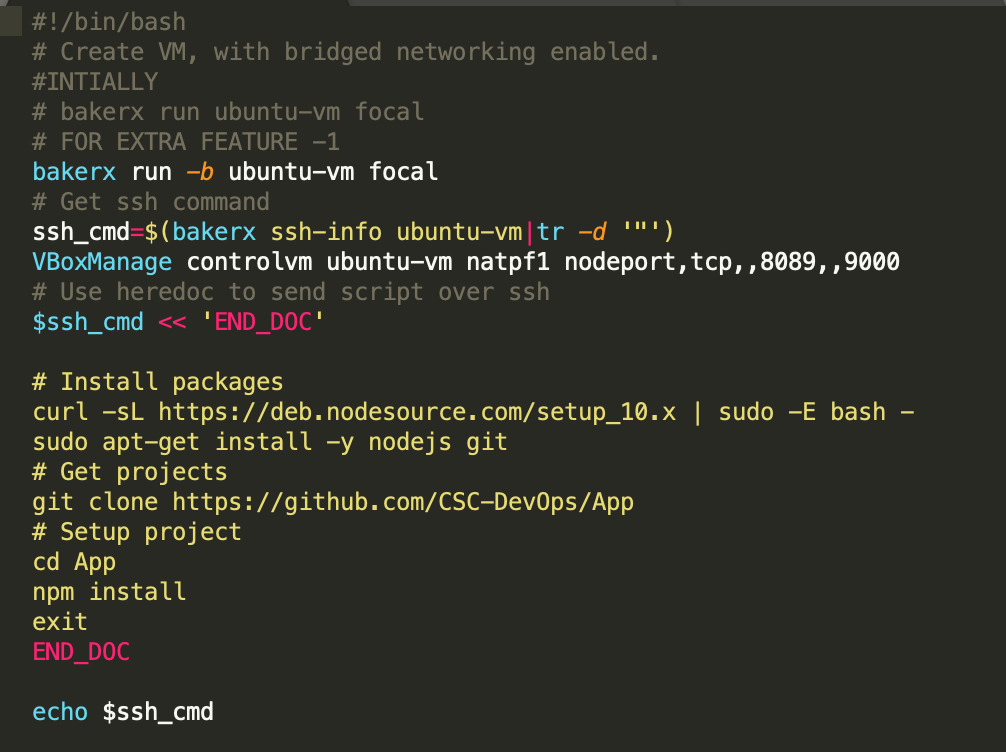 #!/bin/bash
# Create VM, with bridged networking enabled.
#INTIALLY
# bakerx run ubuntu-vm focal
# FOR EXTRA FEATURE -1
bakerx run -b ubuntu-vm focal
# Get ssh command
ssh_cmd=$(bakerx ssh-info ubuntu-vm|tr -d '"')
VBoxManage controlvm ubuntu-vm natpf1 nodeport,tcp,,8089,,9000
# Use heredoc to send script over ssh
$ssh_cmd << 'END_DOC'

# Install packages
curl -sL https://deb.nodesource.com/setup_10.x | sudo -E bash -
sudo apt-get install -y nodejs git
# Get projects
git clone https://github.com/CSC-DevOps/App
# Setup project
cd App
npm install
exit
END_DOC

echo $ssh_cmd